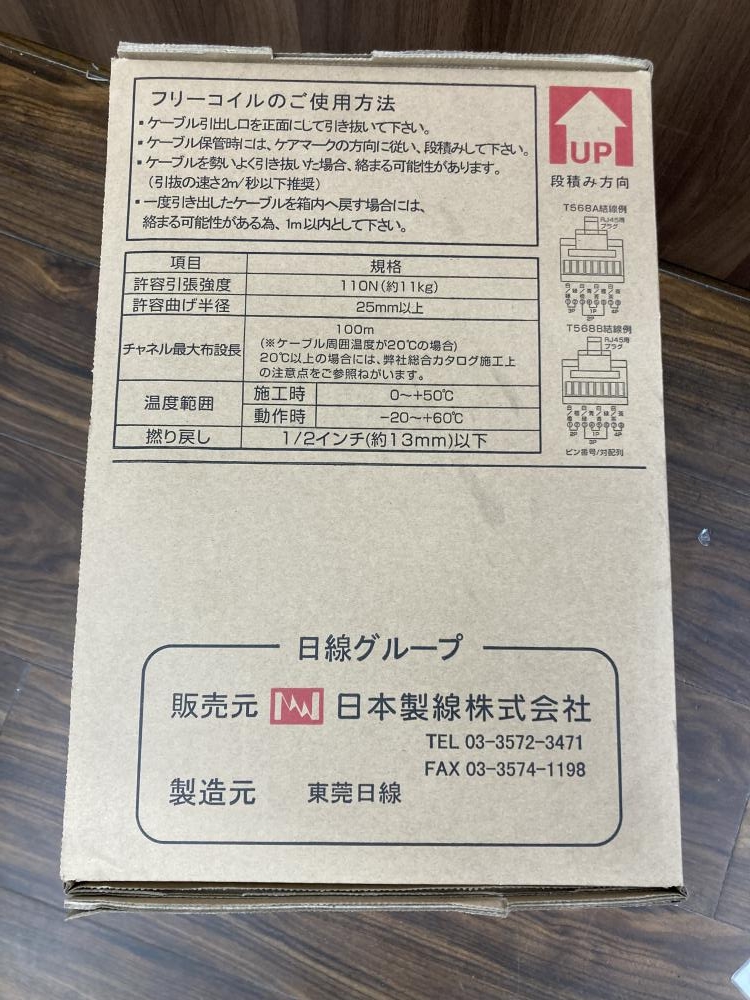 フリーコイルのご使用方法
・ケーブル引出し口を正面にして引き抜いて下さい。
・ケーブル保管時には、ケアマークの方向に従い、段積みして下さい。
・ケーブルを勢いよく引き抜いた場合、絡まる可能性があります。
（引抜の速さ2m/秒以下推奨）
・一度引き出したケーブルを箱内へ戻す場合には、
絡まる可能性がある為、1m以内として下さい。
UP
段積み方向
T568A結線例
RJ45用
プラグ
T568B結線例
RJ45用
プラグ
ピン番号/対配列
項目 規格
許容引張強度 110N(約11kg)
許容曲げ半径 25mm以上
チャネル最大布設長 100m
(※ケーブル周囲温度が20℃の場合)
20℃以上の場合には、弊社総合カタログ施工上
の注意点をご参照ねがいます。
温度範囲 施工時 0〜+50℃
動作時 −20〜+60℃
撚り戻し 1/2インチ(約13mm)以下
日線グループ
販売元 日本製線株式会社
TEL 03-3572-3471
FAX 03-3574-1198
製造元 東莞日線